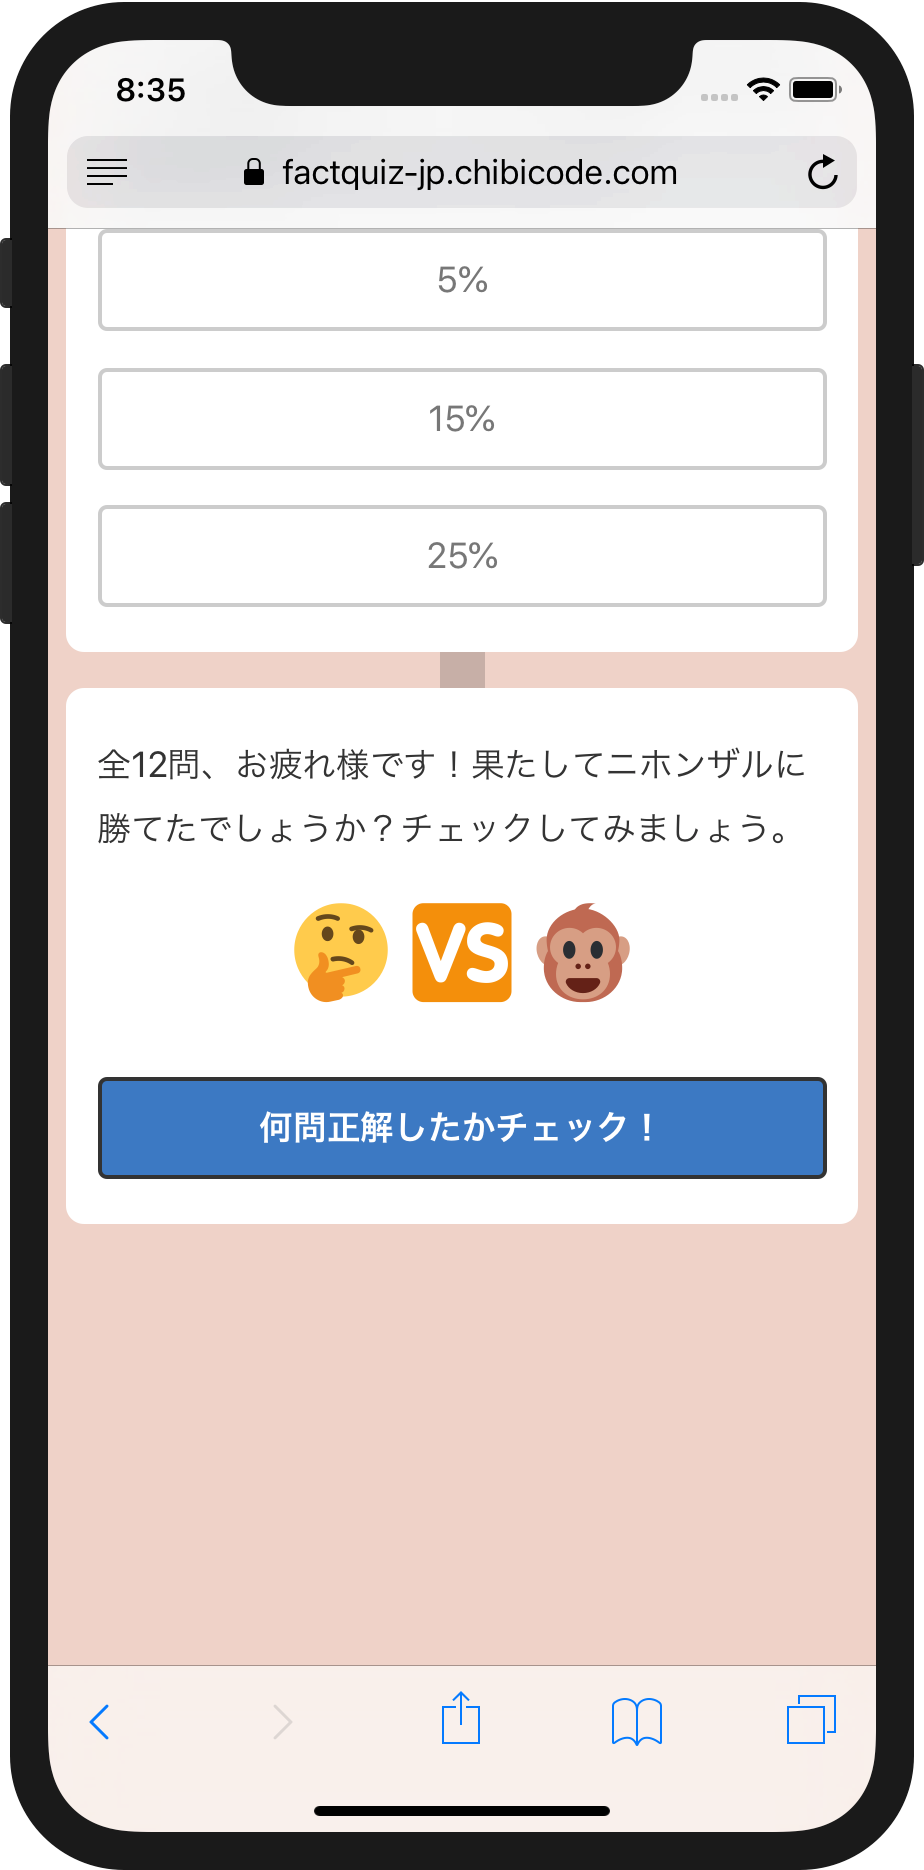 8:35
factquiz-jp.chibicode.com
5%
15%
25%
全12問、お疲れ様です！果たしてニホンザルに
勝てたでしょうか？チェックしてみましょう。
VS
何問正解したかチェック！